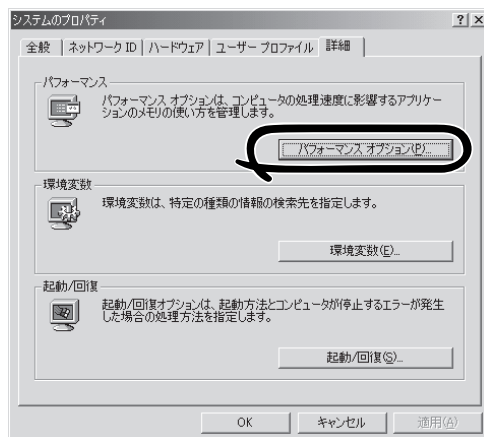 システムのプロパティ
全般 ネットワーク ID ハードウェア ユーザー プロファイル 詳細
パフォーマンス
パフォーマンス オプションは、コンピュータの処理速度に影響するアプリケー
ションのメモリの使い方を管理します。
パフォーマンス オプション(P)...
環境変数
環境変数は、特定の種類の情報の検索先を指定します。
環境変数(E)...
起動/回復
起動/回復オプションは、起動方法とコンピュータが停止するエラーが発生
した場合の処理方法を指定します。
起動/回復(S)...
OK キャンセル 適用(A)